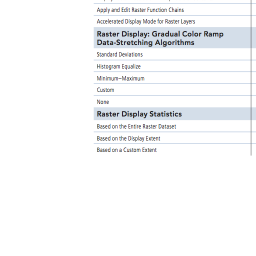 Apply and Edit Raster Function Chains
Accelerated Display Mode for Raster Layers
Raster Display: Gradual Color Ramp
Data-Stretching Algorithms
Standard Deviations
Histogram Equalize
Minimum–Maximum
Custom
None
Raster Display Statistics
Based on the Entire Raster Dataset
Based on the Display Extent
Based on a Custom Extent